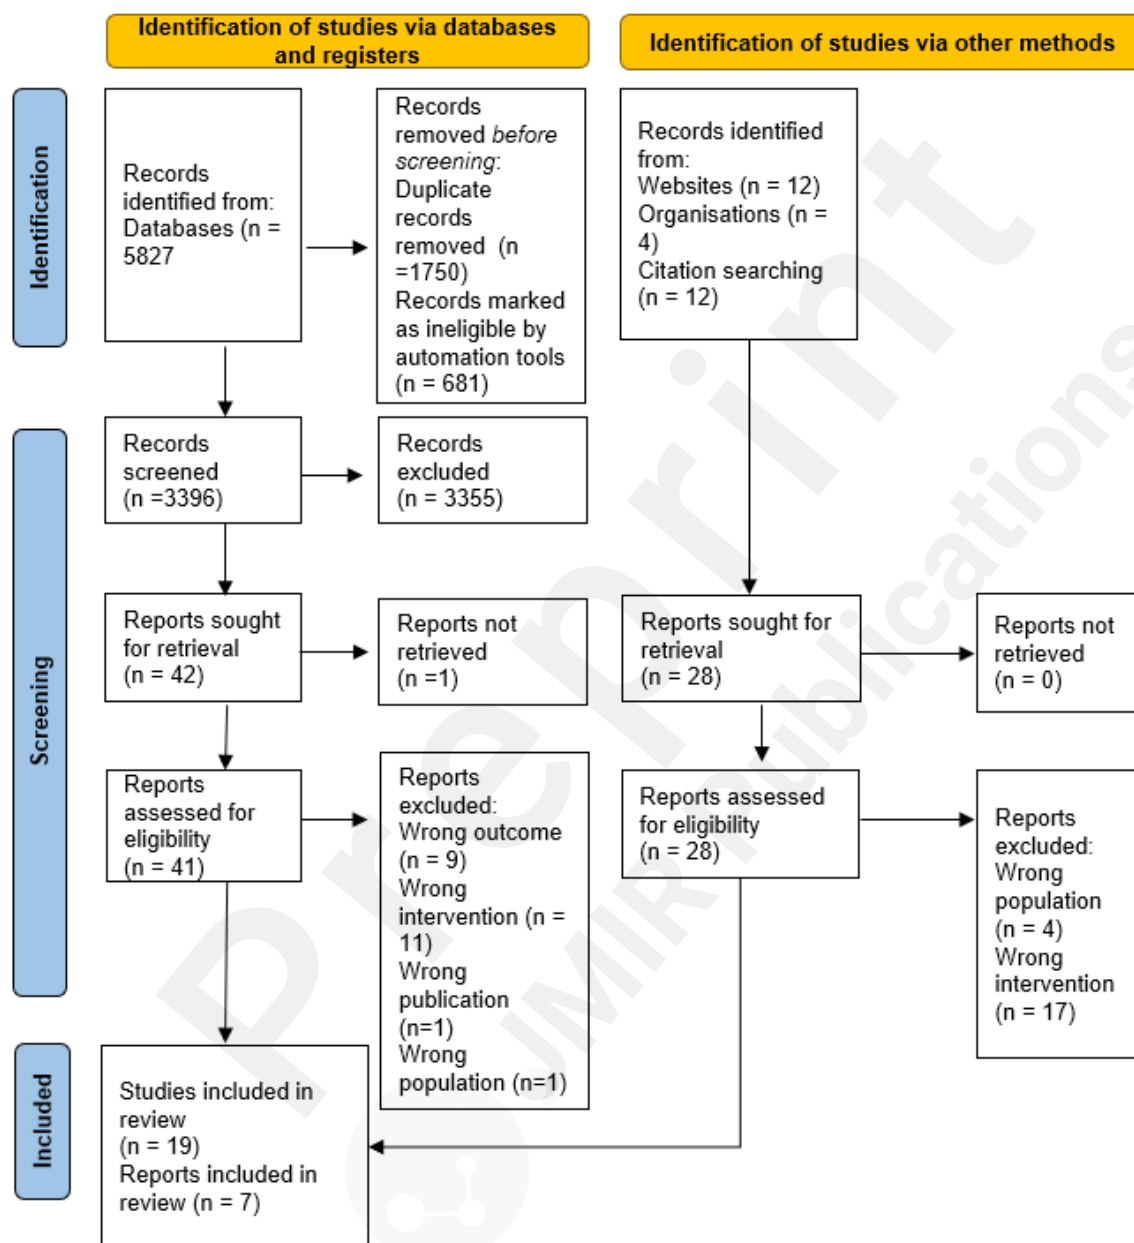 Identification of studies via databases
and registers
Identification of studies via other methods
Identification
Records
identified from:
Databases (n =
5827
Records
removed before
screening:
Duplicate
records
removed  (n
=1750)
Records marked
as ineligible by
automation tools
(n = 681)
Records identified
from:
Websites (n = 12)
Organisations (n =
4)
Citation searching
(n = 12)
Screening
Records
screened
(n =3396)
Records
excluded
(n = 3355)
Reports sought
for retrieval
(n = 42)
Reports not
retrieved
(n =1)
Reports sought for
retrieval
(n = 28)
Reports not
retrieved
(n = 0)
Reports
assessed for
eligibility
(n = 41)
Reports
excluded:
Wrong outcome
(n = 9)
Wrong
intervention (n =
11)
Wrong
publication
(n=1)
Wrong
population (n=1)
Reports assessed
for eligibility
(n = 28)
Reports
excluded:
Wrong
population
(n = 4)
Wrong
intervention
(n = 17)
Included
Studies included in
review
(n = 19)
Reports included in
review (n = 7)
Preprint
JMIR Publications